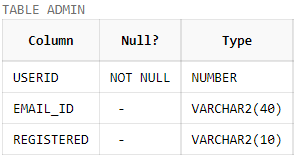 TABLE ADMIN
Column Null? Type
USERID NOT NULL NUMBER
EMAIL_ID - VARCHAR2(40)
REGISTERED - VARCHAR2(10)